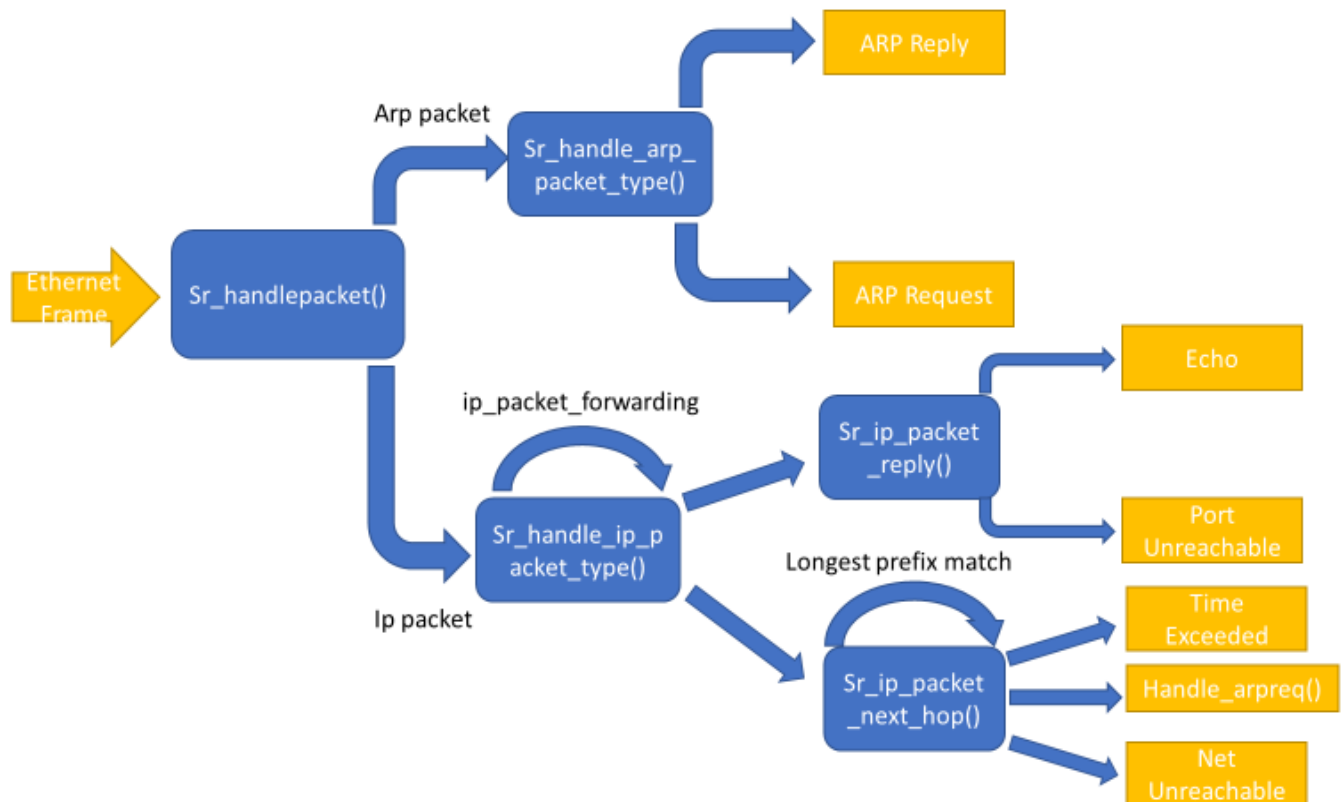 ARP Reply
Arp packet
Sr_handle_arp_
packet_type()
Ethernet
Frame
Sr_handlepacket()
ARP Request
Echo
ip_packet_forwarding
Sr_ip_packet
_reply()
Sr_handle_ip_p
acket_type()
Port
Unreachable
Longest prefix match
Ip packet
Time
Exceeded
Sr_ip_packet
_next_hop()
Handle_arpreq()
Net
Unreachable